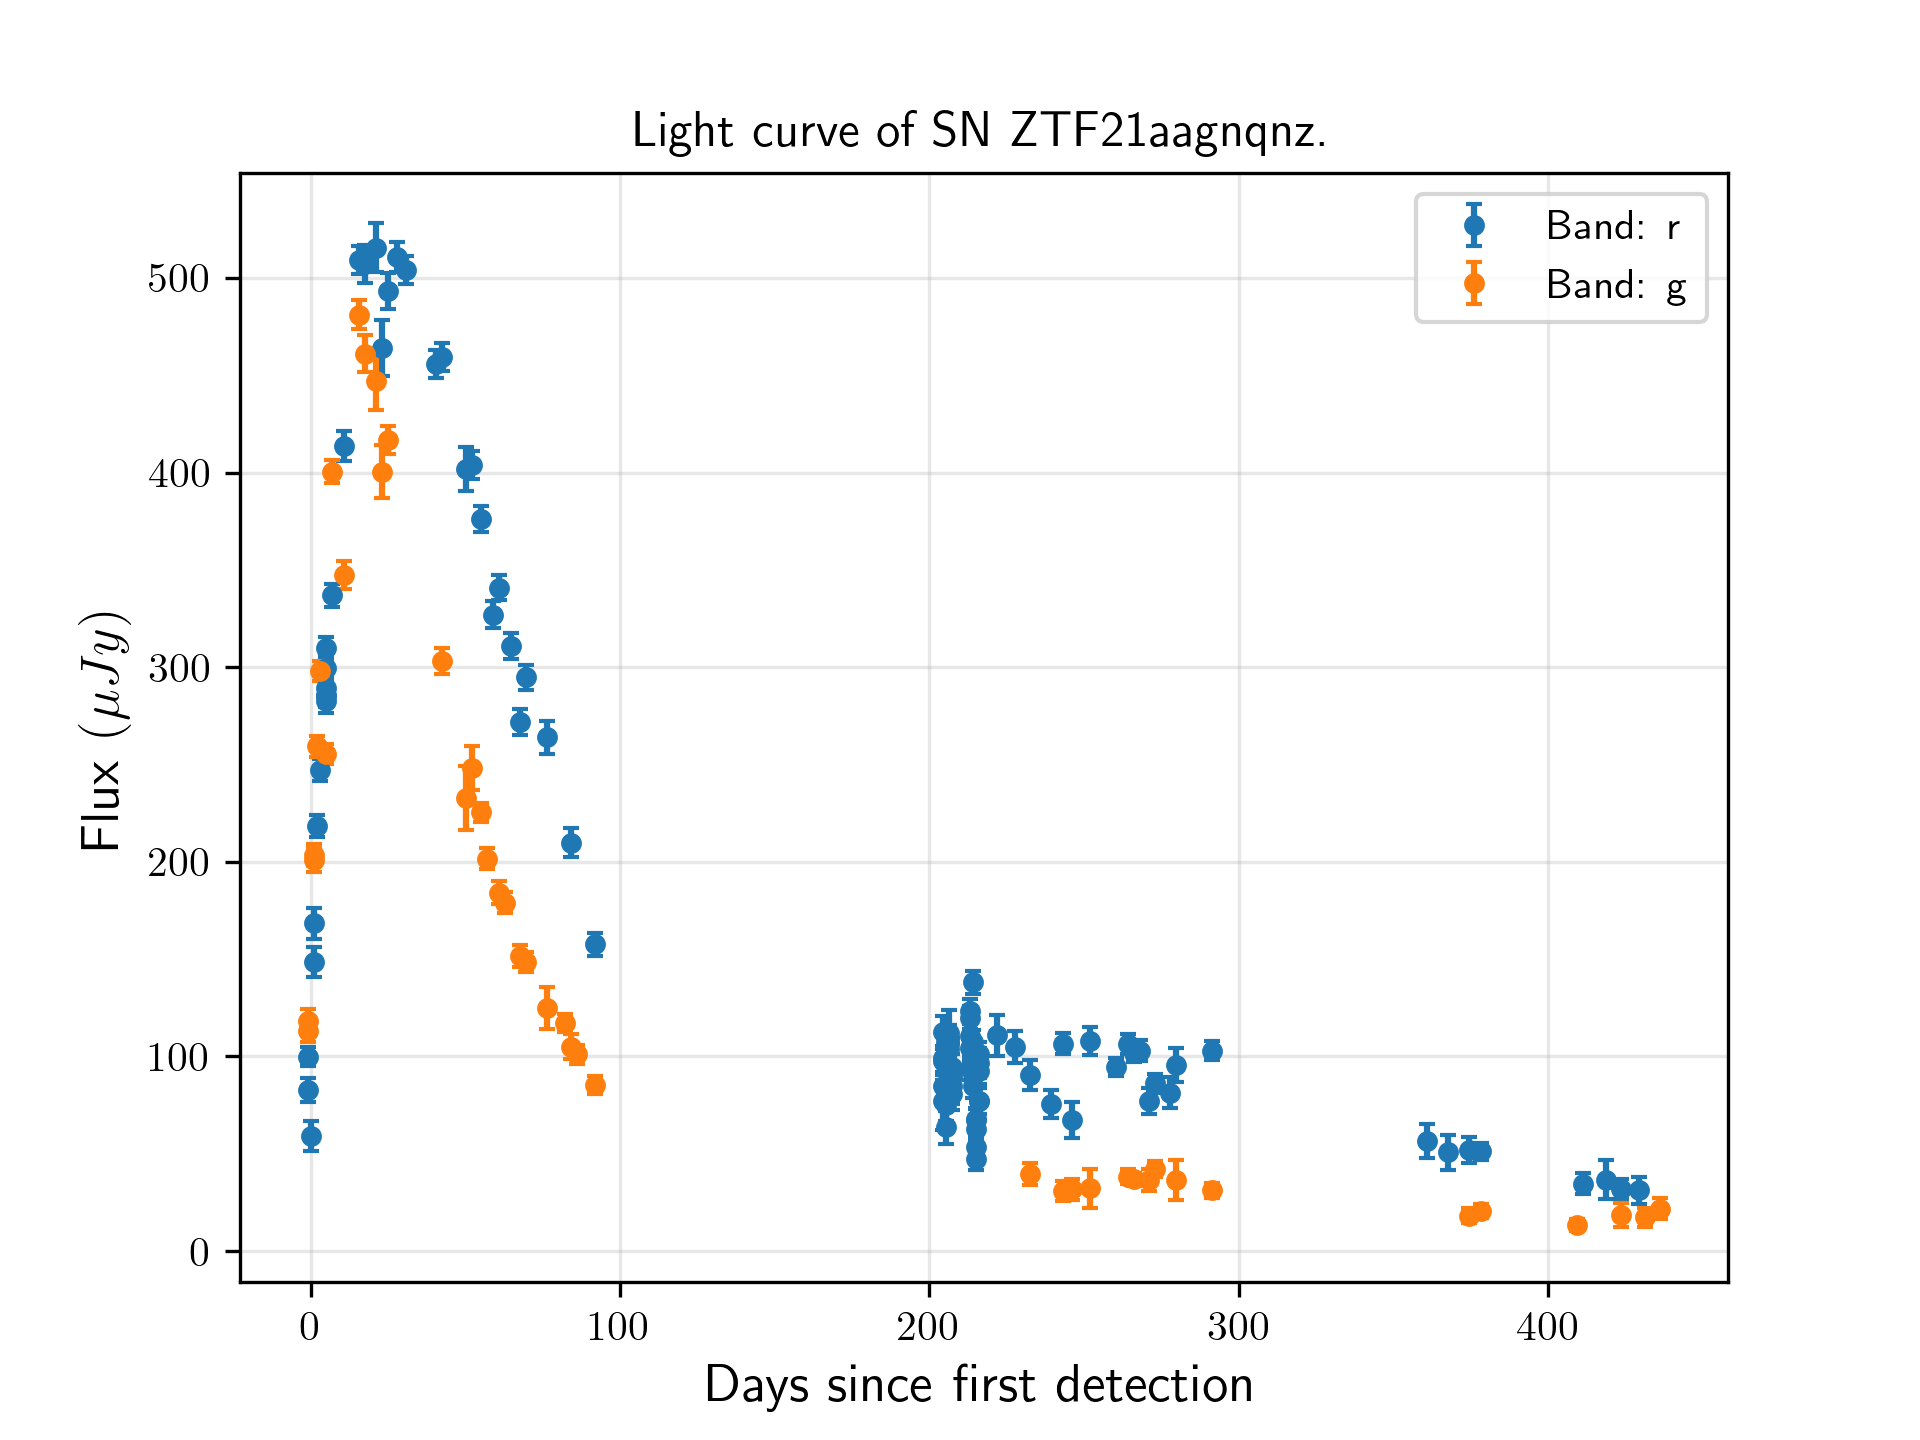 Light curve of SN ZTF21aagnqnz.
Band: r
Band: g
500
400
300
200
100
0
Flux (μJy)
0 100 200 300 400
Days since first detection